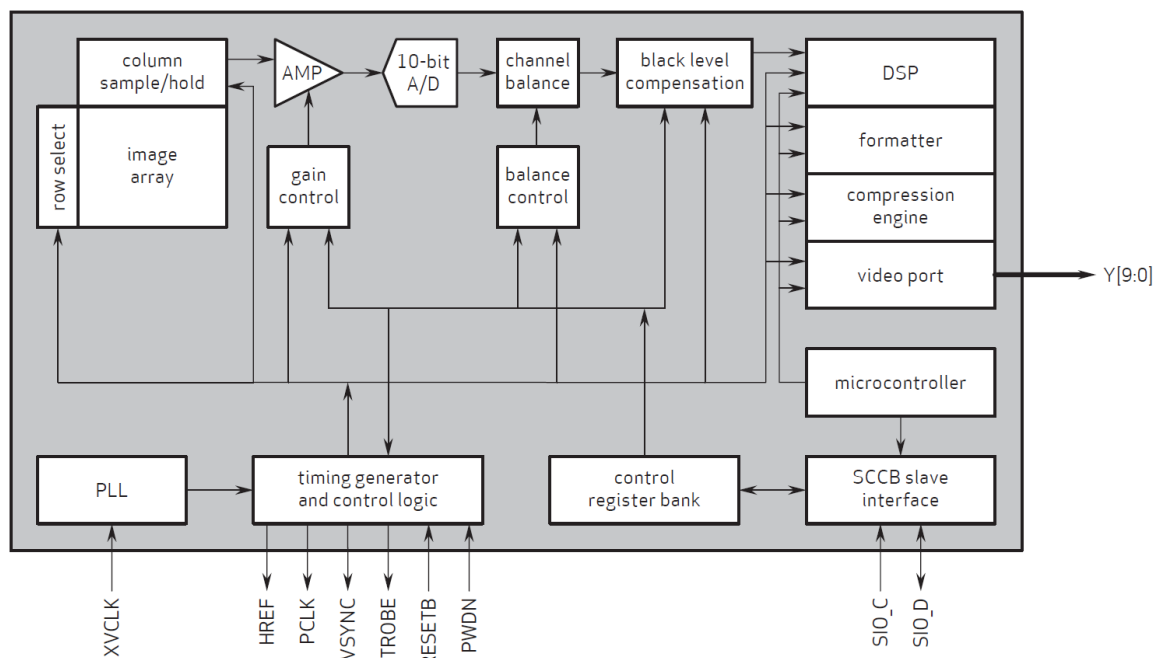 column
sample/hold
AMP
10-bit
A/D
channel
balance
black level
compensation
DSP
row select
image
array
gain
control
balance
control
formatter
compression
engine
video port
Y[9:0]
microcontroller
PLL
timing generator
and control logic
control
register bank
SCCB slave
interface
XVCLK
HREF
PCLK
VSYNC
TROBE
RESETB
PWDN
SIO_C
SIO_D